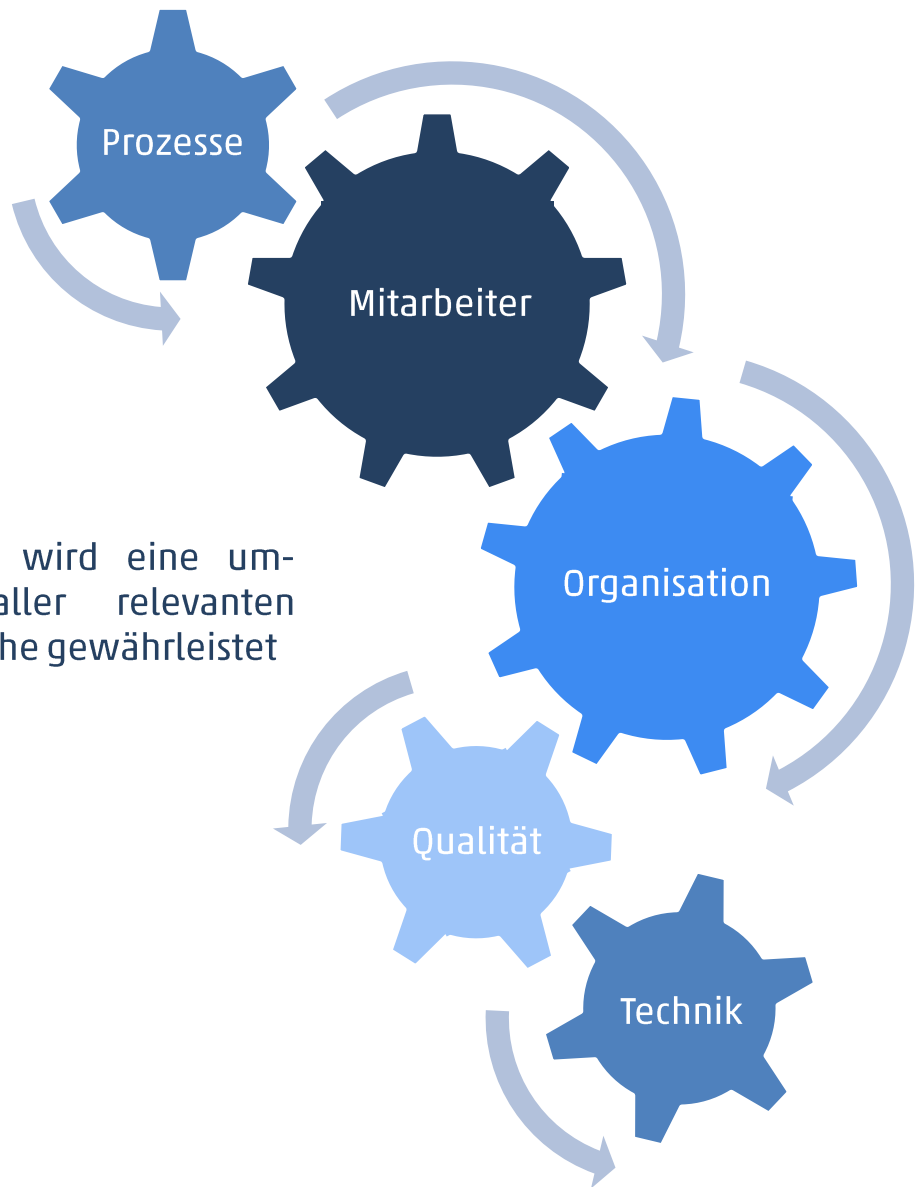 Prozesse
Mitarbeiter
wird eine um-
aller relevanten
he gewährleistet
Organisation
Qualität
Technik